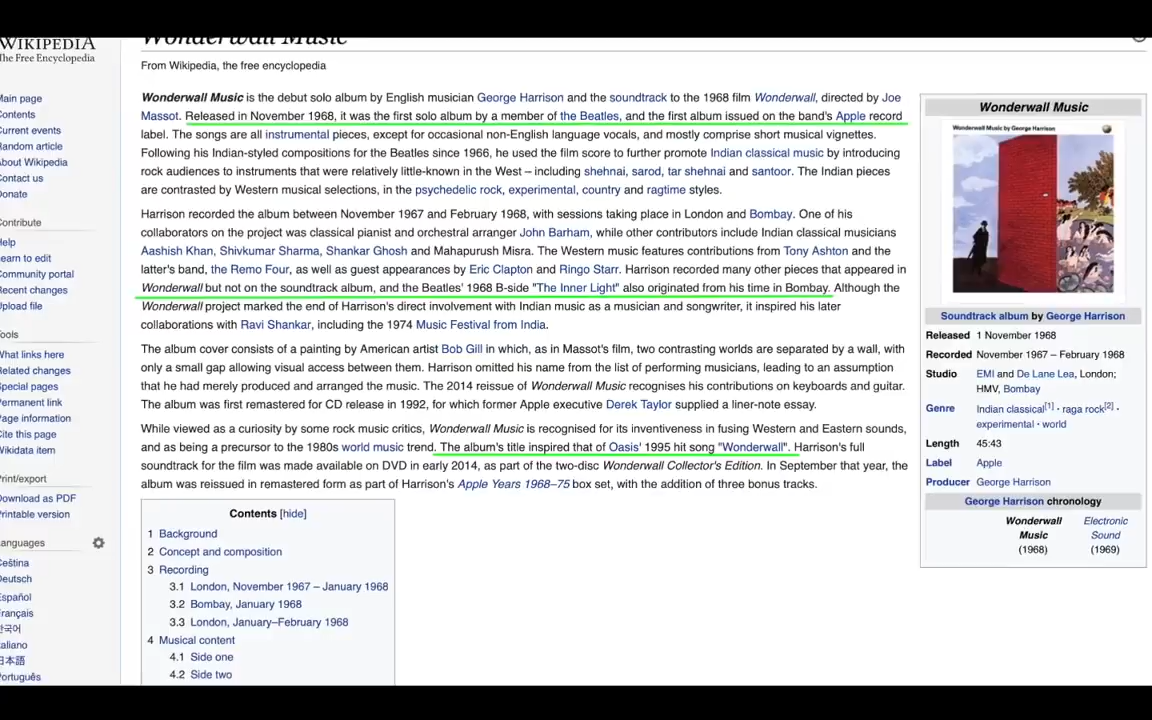 WIKIPEDIA
The Free Encyclopedia
Main page
Contents
Current events
Random article
About Wikipedia
Contact us
Donate
Contribute
Help
Learn to edit
Community portal
Recent changes
Upload file
Tools
What links here
Related changes
Special pages
Permanent link
Page information
Cite this page
Wikidata item
Print/export
Download as PDF
Printable version
Languages
Čeština
Deutsch
Español
Français
한국어
Italiano
日本語
Português
Wonderwall Music
From Wikipedia, the free encyclopedia
Wonderwall Music is the debut solo album by English musician George Harrison and the soundtrack to the 1968 film Wonderwall, directed by Joe
Massot. Released in November 1968, it was the first solo album by a member of the Beatles, and the first album issued on the band's Apple record
label. The songs are all instrumental pieces, except for occasional non-English language vocals, and mostly comprise short musical vignettes.
Following his Indian-styled compositions for the Beatles since 1966, he used the film score to further promote Indian classical music by introducing
rock audiences to instruments that were relatively little-known in the West – including shehnai, sarod, tar shehnai and santoor. The Indian pieces
are contrasted by Western musical selections, in the psychedelic rock, experimental, country and ragtime styles.
Harrison recorded the album between November 1967 and February 1968, with sessions taking place in London and Bombay. One of his
collaborators on the project was classical pianist and orchestral arranger John Barham, while other contributors include Indian classical musicians
Aashish Khan, Shivkumar Sharma, Shankar Ghosh and Mahapurush Misra. The Western music features contributions from Tony Ashton and the
latter's band, the Remo Four, as well as guest appearances by Eric Clapton and Ringo Starr. Harrison recorded many other pieces that appeared in
Wonderwall but not on the soundtrack album, and the Beatles' 1968 B-side "The Inner Light" also originated from his time in Bombay. Although the
Wonderwall project marked the end of Harrison's direct involvement with Indian music as a musician and songwriter, it inspired his later
collaborations with Ravi Shankar, including the 1974 Music Festival from India.
The album cover consists of a painting by American artist Bob Gill in which, as in Massot's film, two contrasting worlds are separated by a wall, with
only a small gap allowing visual access between them. Harrison omitted his name from the list of performing musicians, leading to an assumption
that he had merely produced and arranged the music. The 2014 reissue of Wonderwall Music recognises his contributions on keyboards and guitar.
The album was first remastered for CD release in 1992, for which former Apple executive Derek Taylor supplied a liner-note essay.
While viewed as a curiosity by some rock music critics, Wonderwall Music is recognised for its inventiveness in fusing Western and Eastern sounds,
and as being a precursor to the 1980s world music trend. The album's title inspired that of Oasis' 1995 hit song "Wonderwall". Harrison's full
soundtrack for the film was made available on DVD in early 2014, as part of the two-disc Wonderwall Collector's Edition. In September that year, the
album was reissued in remastered form as part of Harrison's Apple Years 1968–75 box set, with the addition of three bonus tracks.
Contents [hide]
1 Background
2 Concept and composition
3 Recording
3.1 London, November 1967 – January 1968
3.2 Bombay, January 1968
3.3 London, January–February 1968
4 Musical content
4.1 Side one
4.2 Side two
Wonderwall Music
Wonderwall Music by George Harrison
Soundtrack album by George Harrison
Released 1 November 1968
Recorded November 1967 – February 1968
Studio EMI and De Lane Lea, London;
HMV, Bombay
Genre Indian classical[1] · raga rock[2] ·
experimental · world
Length 45:43
Label Apple
Producer George Harrison
George Harrison chronology
Wonderwall Electronic
Music Sound
(1968) (1969)